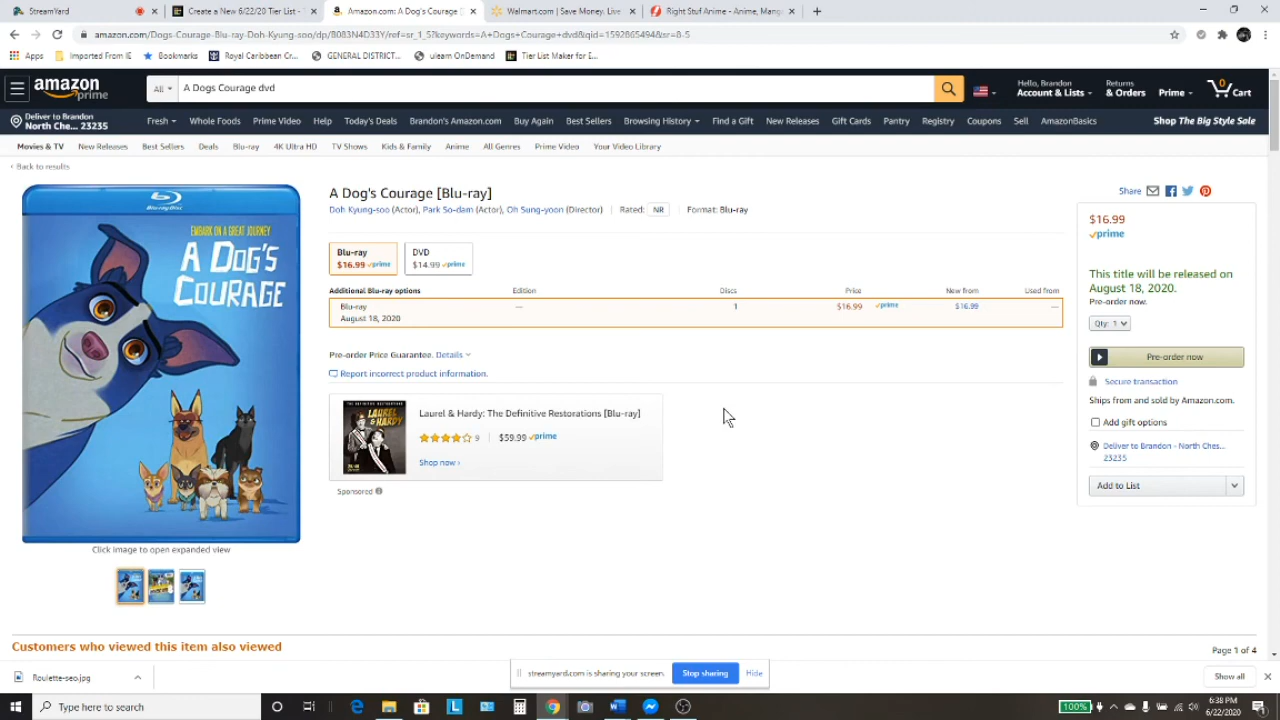 StreamYard
Create a New 6/22/20 Tier List -
Amazon.com: A Dog's Courage [
Walmart.com | Save Money. Live
Right Stuf Anime - Anime, Mang
amazon.com/Dogs-Courage-Blu-ray-Doh-Kyung-soo/dp/B083N4D33Y/ref=sr_1_5?keywords=A+Dogs+Courage+dvd&qid=1592865494&sr=8-5
Apps
Imported From IE
Bookmarks
Royal Caribbean Cr...
GENERAL DISTRICT...
ulearn OnDemand
Tier List Maker for E...
amazon prime
All
A Dogs Courage dvd
Hello, Brandon
Account & Lists
Returns
& Orders
Prime
0
Cart
Deliver to Brandon
North Ches... 23235
Fresh
Whole Foods
Prime Video
Help
Today's Deals
Brandon's Amazon.com
Buy Again
Best Sellers
Browsing History
Find a Gift
New Releases
Gift Cards
Pantry
Registry
Coupons
Sell
AmazonBasics
Shop The Big Style Sale
Movies & TV
New Releases
Best Sellers
Deals
Blu-ray
4K Ultra HD
TV Shows
Kids & Family
Anime
All Genres
Prime Video
Your Video Library
‹ Back to results
Blu-ray Disc
EMBARK ON A GREAT JOURNEY
A DOG'S
COURAGE
Click image to open expanded view
A Dog's Courage [Blu-ray]
Doh Kyung-soo (Actor), Park So-dam (Actor), Oh Sung-yoon (Director) | Rated: NR | Format: Blu-ray
Blu-ray
$16.99 prime
DVD
$14.99 prime
Additional Blu-ray options
Edition
Discs
Price
New from
Used from
Blu-ray
August 18, 2020
—
1
$16.99
prime
$16.99
—
Pre-order Price Guarantee. Details
Report incorrect product information.
THE DEFINITIVE RESTORATIONS
LAUREL
& HARDY
Laurel & Hardy: The Definitive Restorations [Blu-ray]
9 | $59.99 prime
Shop now ›
Sponsored
Share
$16.99
prime
This title will be released on
August 18, 2020.
Pre-order now.
Qty: 1
Pre-order now
Secure transaction
Ships from and sold by Amazon.com.
Add gift options
Deliver to Brandon - North Ches...
23235
Add to List
Customers who viewed this item also viewed
Page 1 of 4
Roulette-seo.jpg
streamyard.com is sharing your screen.
Stop sharing
Hide
Show all
Type here to search
100%
6:38 PM
6/22/2020